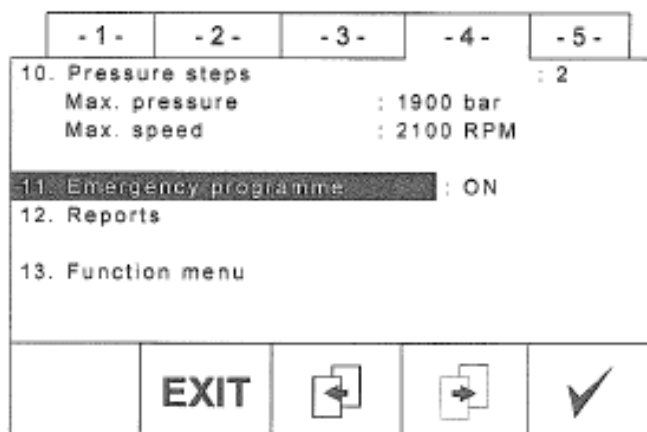 - 1 - - 2 - - 3 - - 4 - - 5 -
10. Pressure steps : 2
Max. pressure : 1900 bar
Max. speed : 2100 RPM
11. Emergency programme : ON
12. Reports
13. Function menu
EXIT